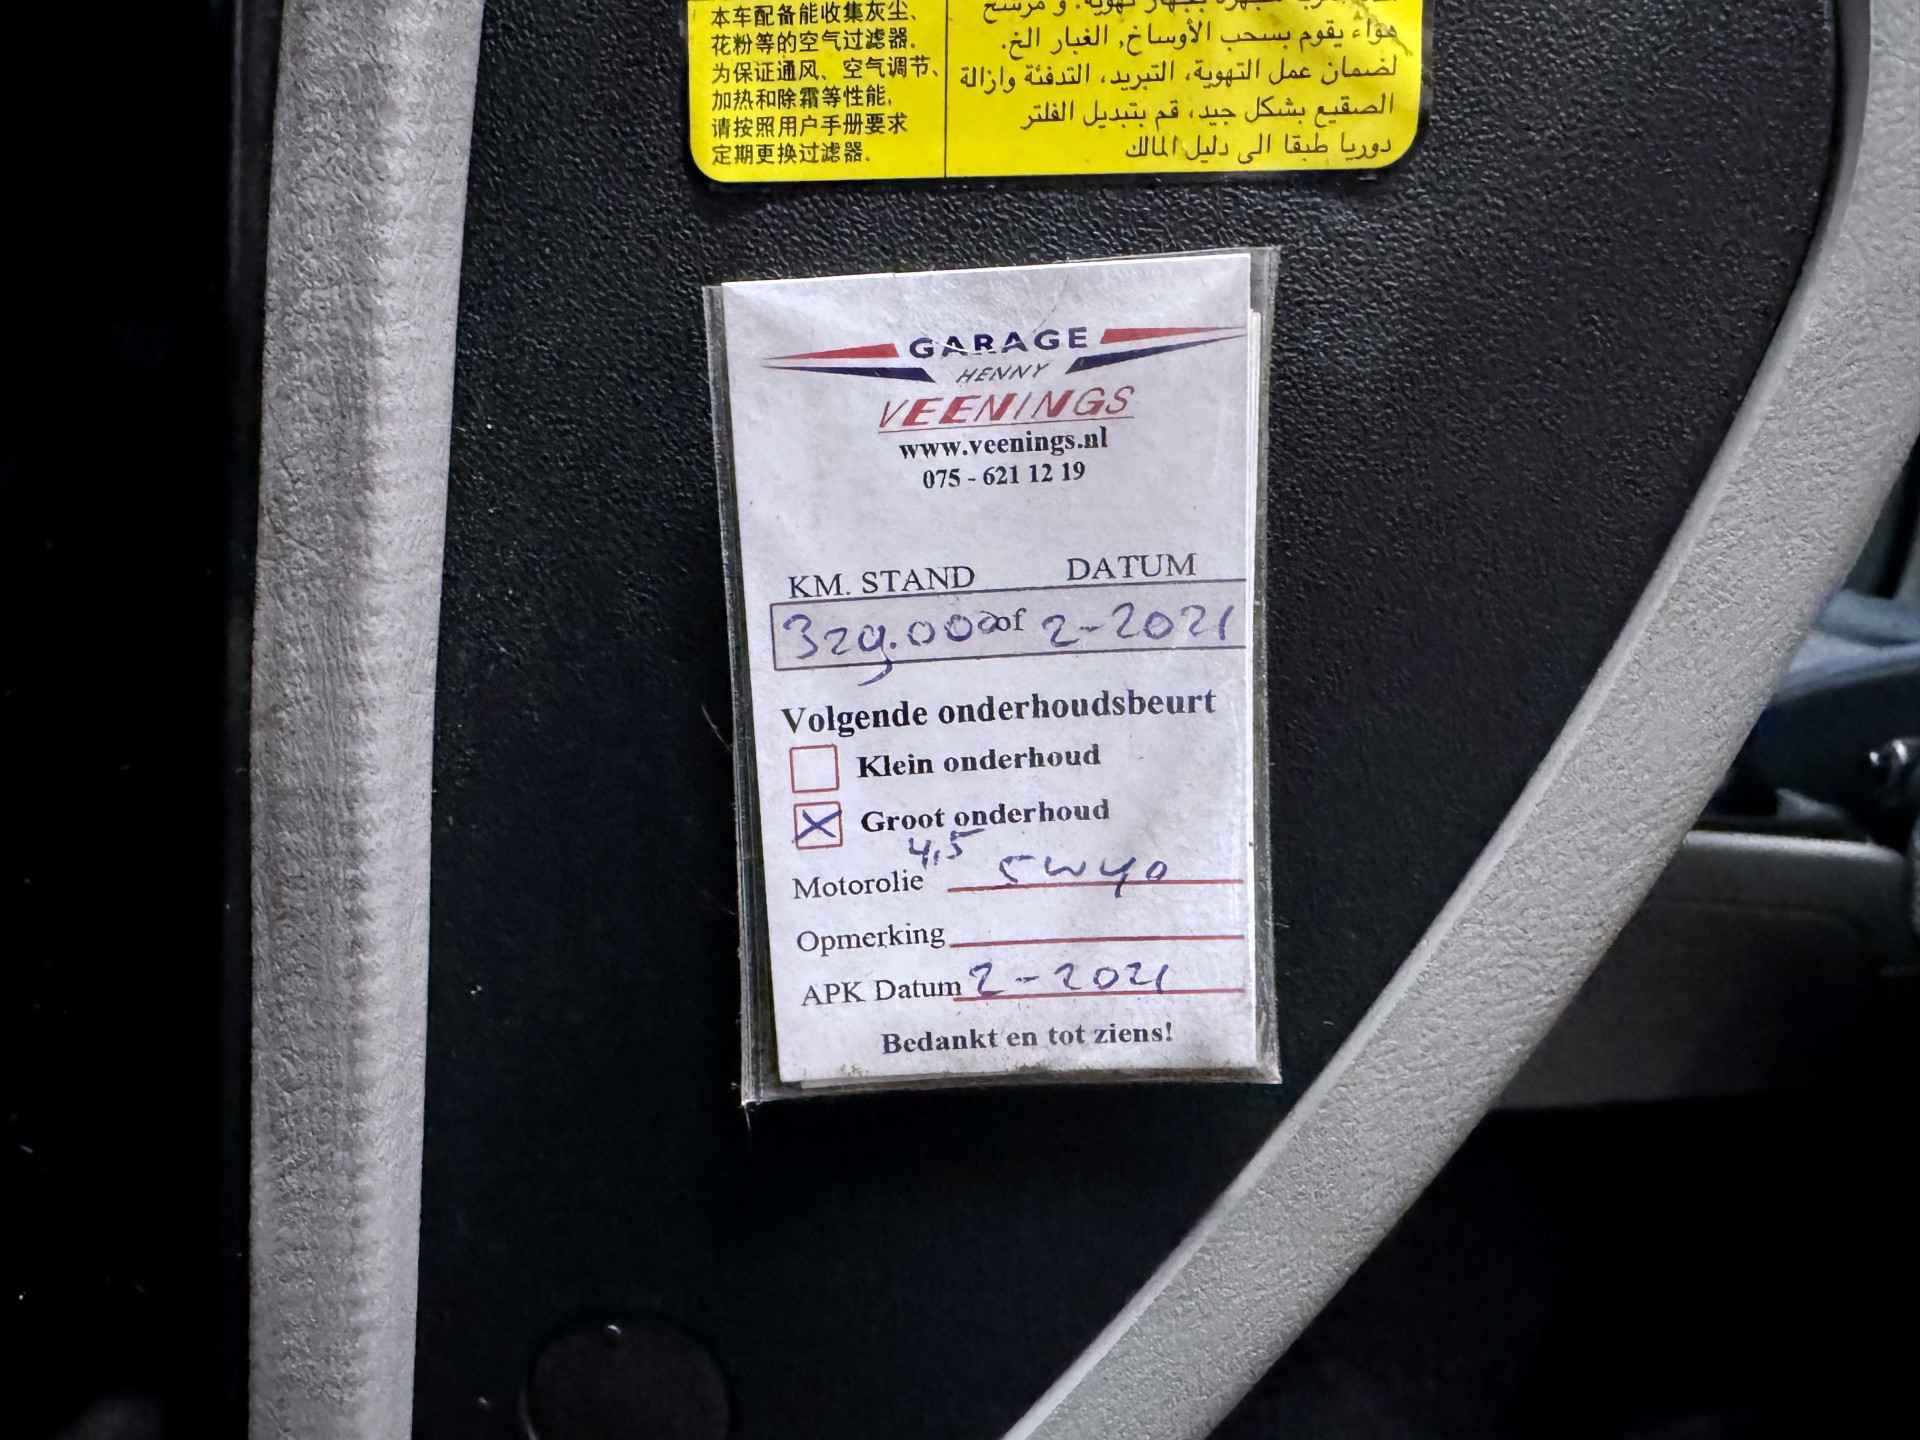 本车配备能收集灰尘、
花粉等的空气过滤器.
为保证通风、空气调节、
加热和除霜等性能,
请按照用户手册要求
定期更换过滤器.
هواء يقوم بسحب الأوساخ, الغبار الخ.
لضمان عمل التهوية، التبريد، التدفئة وازالة
الصقيع بشكل جيد، قم بتبديل الفلتر
دوريا طبقا الى دليل المالك
GARAGE
HENNY
VEENINGS
www.veenings.nl
075 - 621 12 19
KM. STAND DATUM
329.000 of 2-2021
Volgende onderhoudsbeurt
Klein onderhoud
X Groot onderhoud
Motorolie 4,5 5W40
Opmerking
APK Datum 2-2021
Bedankt en tot ziens!